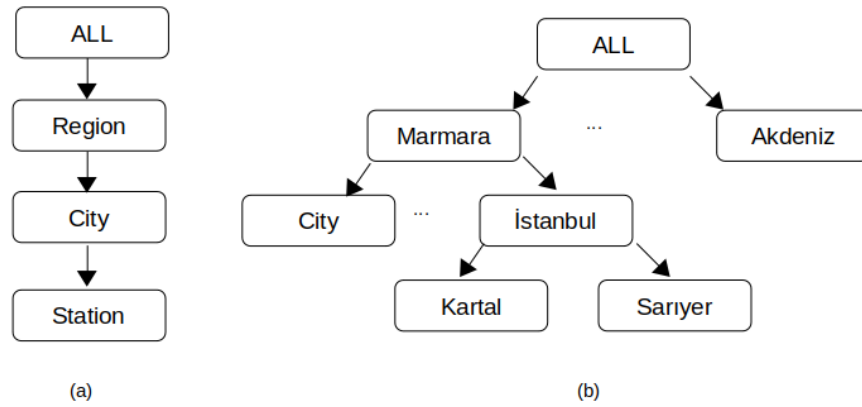 ALL
Region
City
Station
(a)
ALL
Marmara
...
Akdeniz
City
...
İstanbul
Kartal
Sarıyer
(b)